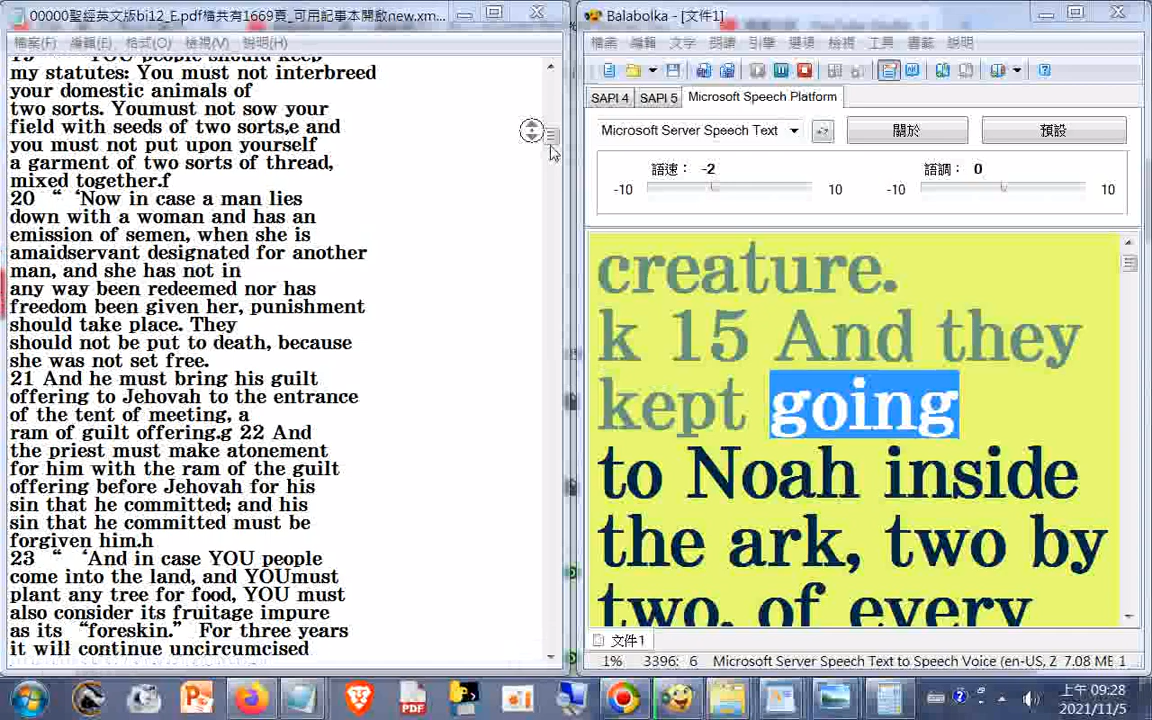 00000聖經英文版bi12_E.pdf檔共有1669頁_可用記事本開啟new.xm...
檔案(F) 編輯(E) 格式(O) 檢視(V) 說明(H)
19 YOU people should keep
my statutes: You must not interbreed
your domestic animals of
two sorts. Youmust not sow your
field with seeds of two sorts,e and
you must not put upon yourself
a garment of two sorts of thread,
mixed together.f
20 “ ‘Now in case a man lies
down with a woman and has an
emission of semen, when she is
amaidservant designated for another
man, and she has not in
any way been redeemed nor has
freedom been given her, punishment
should take place. They
should not be put to death, because
she was not set free.
21 And he must bring his guilt
offering to Jehovah to the entrance
of the tent of meeting, a
ram of guilt offering.g 22 And
the priest must make atonement
for him with the ram of the guilt
offering before Jehovah for his
sin that he committed; and his
sin that he committed must be
forgiven him.h
23 “ ‘And in case YOU people
come into the land, and YOUmust
plant any tree for food, YOU must
also consider its fruitage impure
as its “foreskin.” For three years
it will continue uncircumcised
Balabolka - [文件1]
檔案 編輯 文字 朗讀 引擎 選項 檢視 工具 書籤 說明
SAPI 4 SAPI 5 Microsoft Speech Platform
Microsoft Server Speech Text 關於 預設
語速： -2 語調： 0
-10 10 -10 10
creature.
k 15 And they
kept going
to Noah inside
the ark, two by
two, of every
文件1
1% 3396: 6 Microsoft Server Speech Text to Speech Voice (en-US, Z 7.08 ME 1
PDF
上午 09:28
2021/11/5